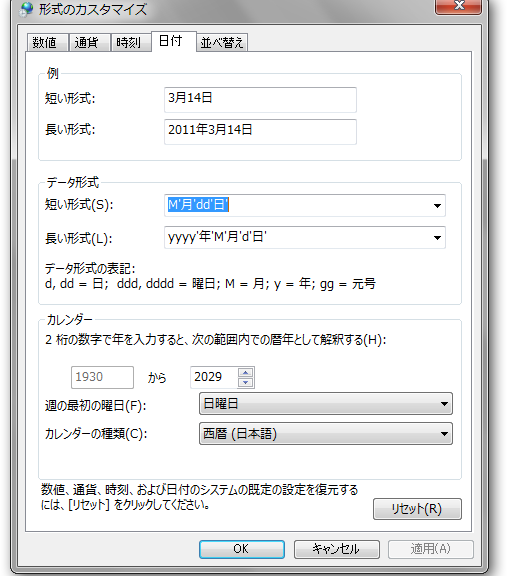 形式のカスタマイズ
数値 通貨 時刻 日付 並べ替え
例
短い形式: 3月14日
長い形式: 2011年3月14日
データ形式
短い形式(S): M'月'dd'日'
長い形式(L): yyyy'年'M'月'd'日'
データ形式の表記:
d, dd = 日; ddd, dddd = 曜日; M = 月; y = 年; gg = 元号
カレンダー
2 桁の数字で年を入力すると、次の範囲内での暦年として解釈する(H):
1930 から 2029
週の最初の曜日(F): 日曜日
カレンダーの種類(C): 西暦 (日本語)
数値、通貨、時刻、および日付のシステムの既定の設定を復元する
には、[リセット] をクリックしてください。
リセット(R)
OK キャンセル 適用(A)